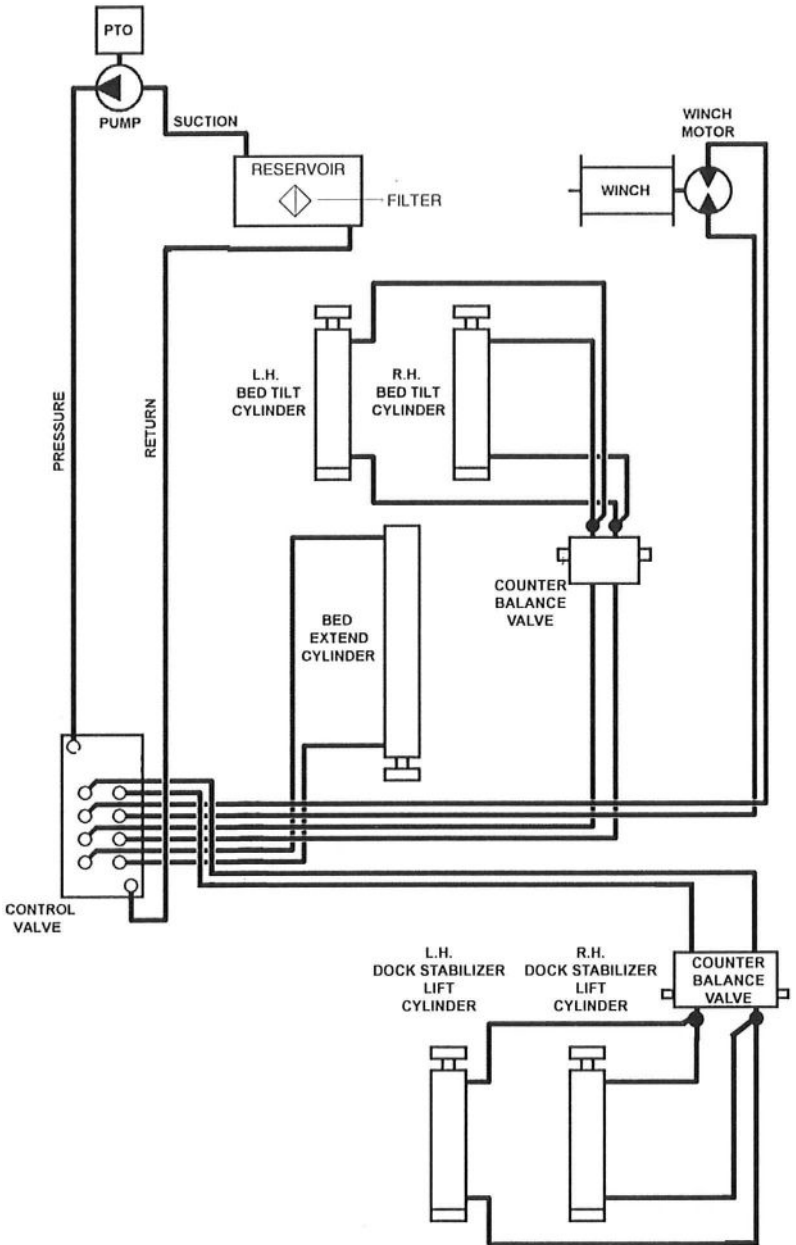 PTO
PUMP
SUCTION
RESERVOIR
FILTER
WINCH
MOTOR
WINCH
L.H.
BED TILT
CYLINDER
R.H.
BED TILT
CYLINDER
PRESSURE
RETURN
COUNTER
BALANCE
VALVE
BED
EXTEND
CYLINDER
CONTROL
VALVE
L.H.
DOCK STABILIZER
LIFT
CYLINDER
R.H.
DOCK STABILIZER
LIFT
CYLINDER
COUNTER
BALANCE
VALVE